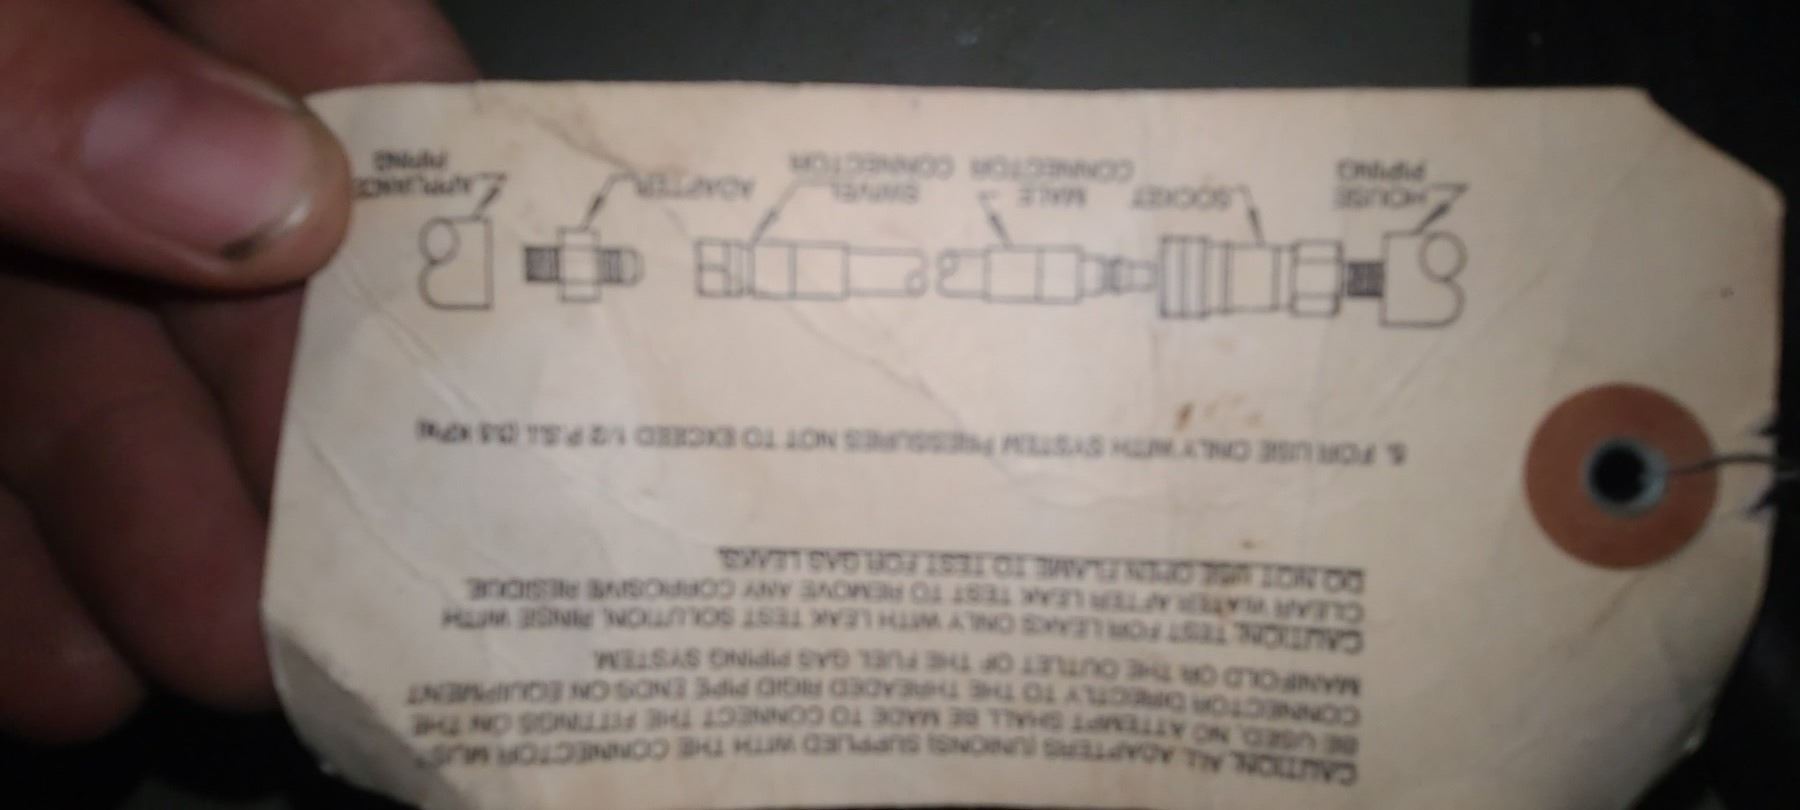 CAUTION: ALL ADAPTERS (UNIONS) SUPPLIED WITH THE CONNECTOR MUST
BE USED. NO ATTEMPT SHALL BE MADE TO CONNECT THE FITTINGS ON THE
CONNECTOR DIRECTLY TO THE THREADED RIGID PIPE ENDS ON EQUIPMENT
MANIFOLD OR THE OUTLET OF THE FUEL GAS PIPING SYSTEM.
CAUTION: TEST FOR LEAKS ONLY WITH LEAK TEST SOLUTION, RINSE WITH
CLEAR WATER AFTER LEAK TEST TO REMOVE ANY CORROSIVE RESIDUE.
DO NOT USE OPEN FLAME TO TEST FOR GAS LEAKS.
5. FOR USE ONLY WITH SYSTEM PRESSURES NOT TO EXCEED 1/2 P.S.I. (3.5 KPa)
HOUSE
PIPING
SOCKET
MALE
CONNECTOR
SWIVEL
CONNECTOR
ADAPTER
APPLIANCE
PIPING